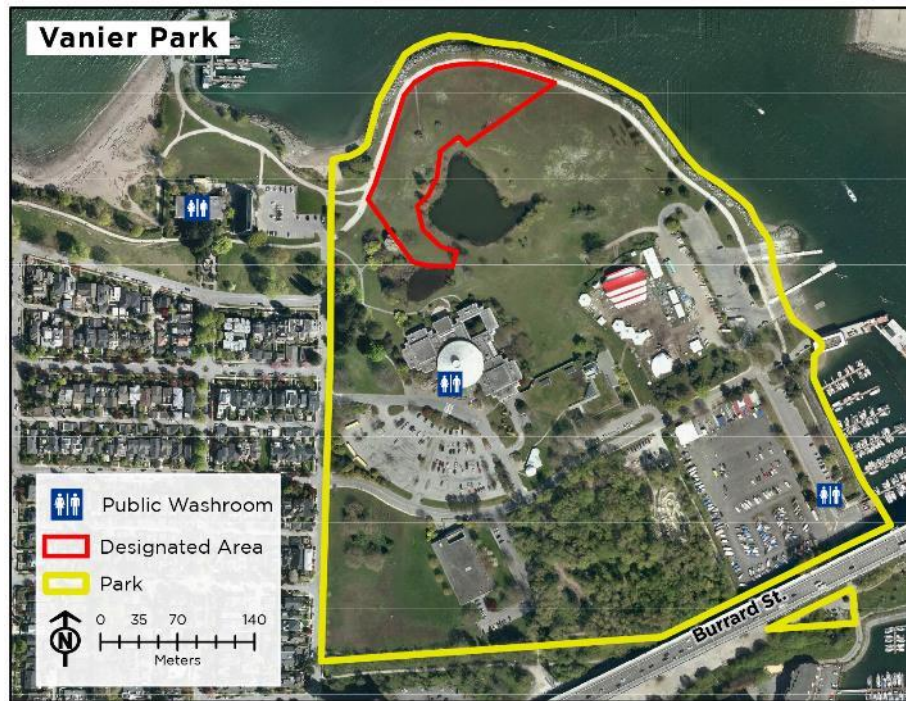 Vanier Park
Public Washroom
Designated Area
Park
N
0 35 70 140
Meters
Burrard St.